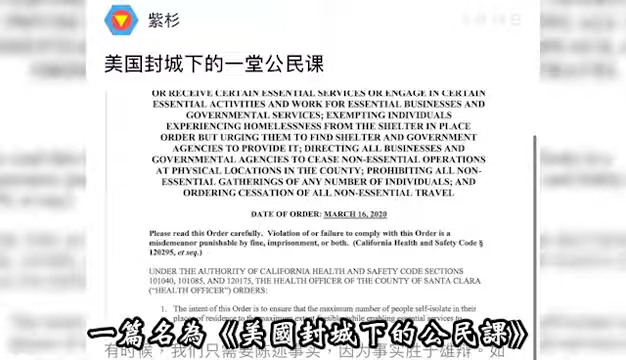 紫杉
美国封城下的一堂公民课
OR RECEIVE CERTAIN ESSENTIAL SERVICES OR ENGAGE IN CERTAIN
ESSENTIAL ACTIVITIES AND WORK FOR ESSENTIAL BUSINESSES AND
GOVERNMENTAL SERVICES; EXEMPTING INDIVIDUALS
EXPERIENCING HOMELESSNESS FROM THE SHELTER IN PLACE
ORDER BUT URGING THEM TO FIND SHELTER AND GOVERNMENT
AGENCIES TO PROVIDE IT; DIRECTING ALL BUSINESSES AND
GOVERNMENTAL AGENCIES TO CEASE NON-ESSENTIAL OPERATIONS
AT PHYSICAL LOCATIONS IN THE COUNTY; PROHIBITING ALL NON-
ESSENTIAL GATHERINGS OF ANY NUMBER OF INDIVIDUALS; AND
ORDERING CESSATION OF ALL NON-ESSENTIAL TRAVEL
DATE OF ORDER: MARCH 16, 2020
Please read this Order carefully. Violation of or failure to comply with this Order is a
misdemeanor punishable by fine, imprisonment, or both. (California Health and Safety Code §
120295, et seq.)
UNDER THE AUTHORITY OF CALIFORNIA HEALTH AND SAFETY CODE SECTIONS
101040, 101085, AND 120175, THE HEALTH OFFICER OF THE COUNTY OF SANTA CLARA
("HEALTH OFFICER") ORDERS:
1. The intent of this Order is to ensure that the maximum number of people self-isolate in their
一篇名為《美國封城下的公民課》
有时候，我们只需要陈述事实，因为事实胜于雄辩。如